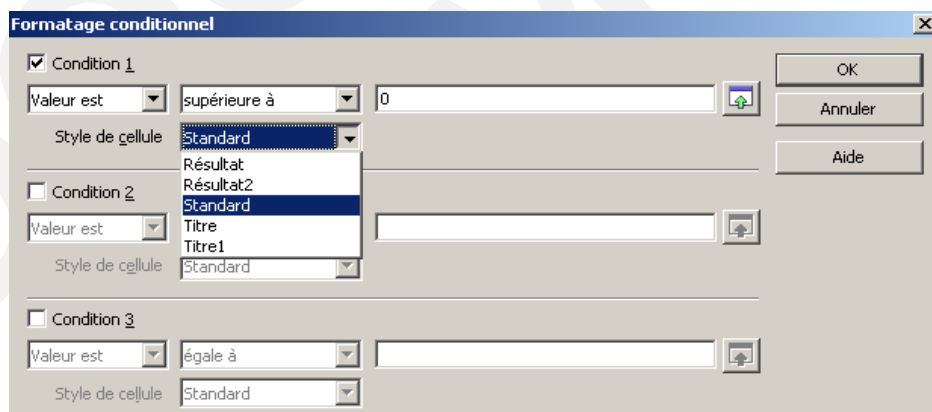 Formatage conditionnel
Condition 1
OK
Valeur est supérieure à 0
Annuler
Style de cellule Standard
Aide
Résultat
Résultat2
Standard
Titre
Titre1
Condition 2
Valeur est
Style de cellule Standard
Condition 3
Valeur est égale à
Style de cellule Standard